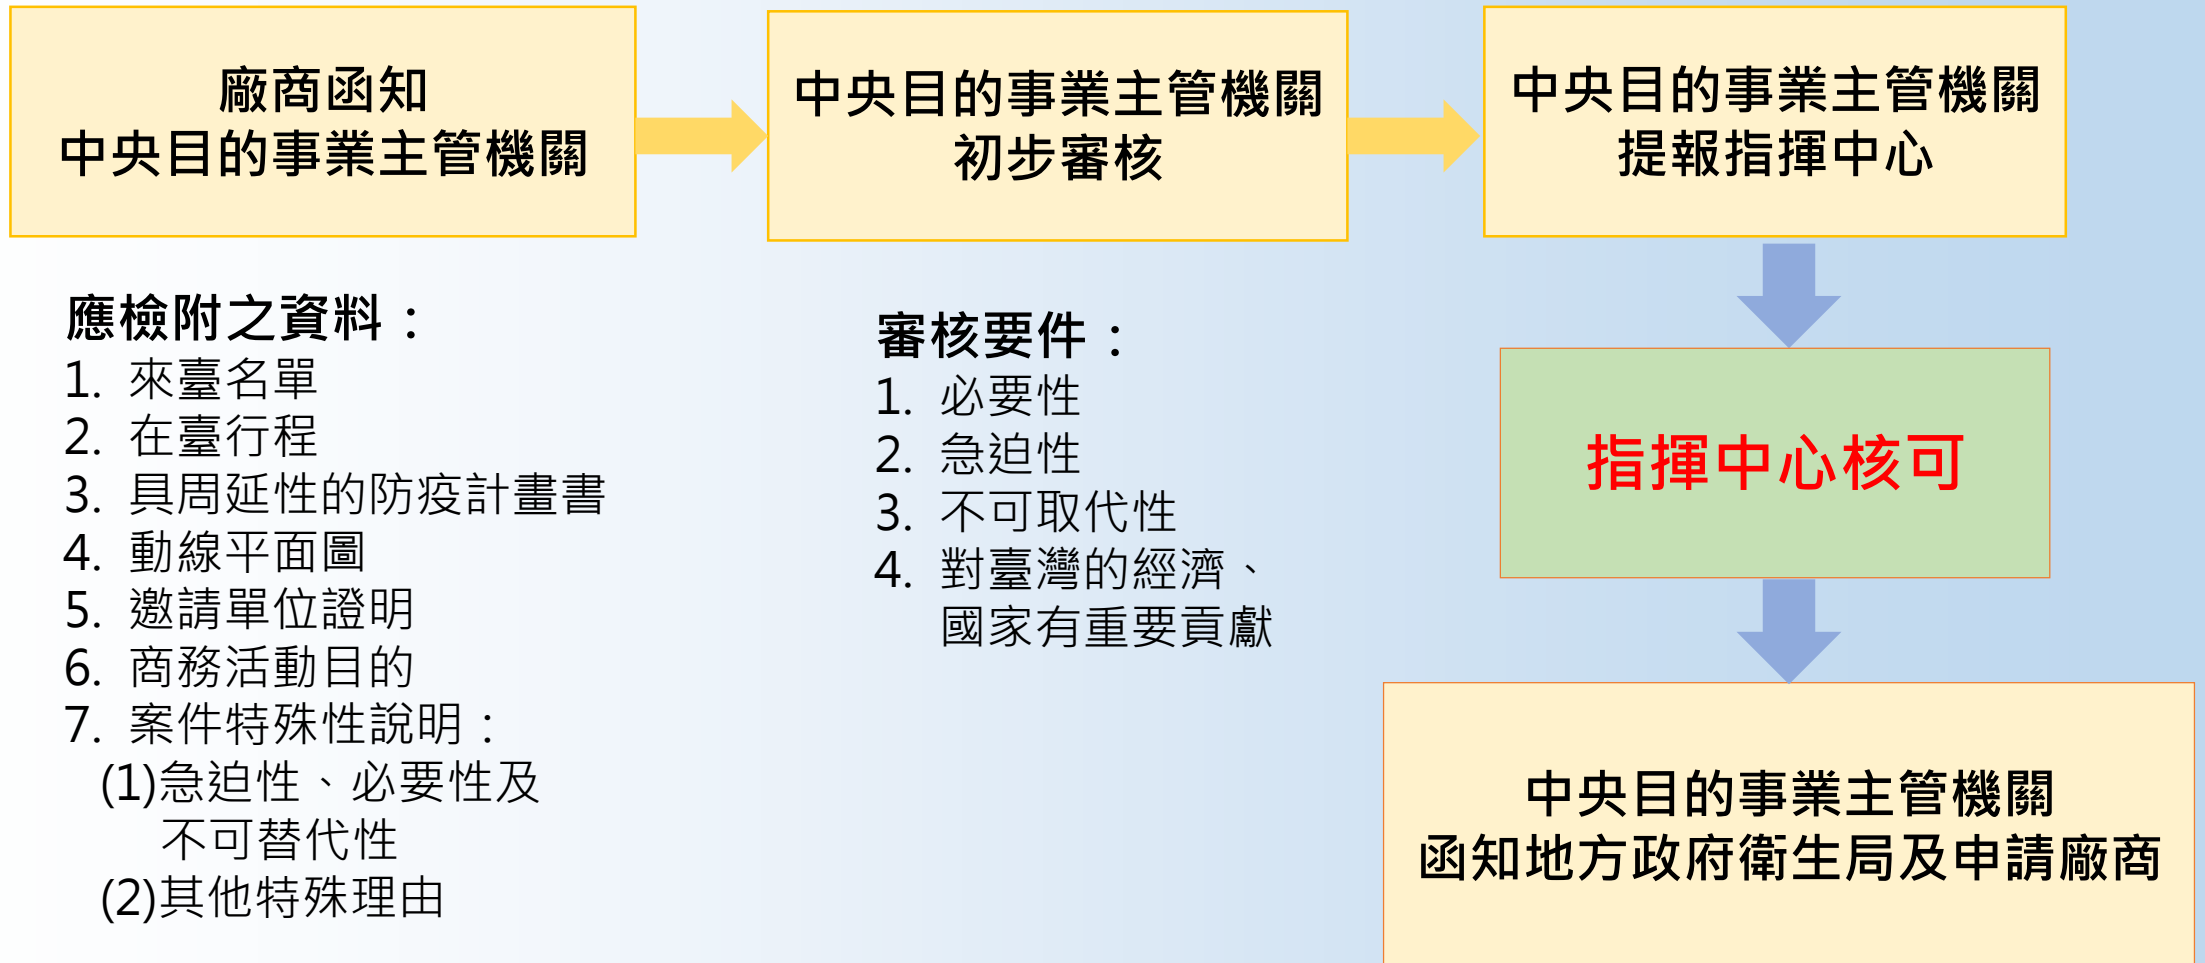 廠商函知
中央目的事業主管機關
中央目的事業主管機關
初步審核
中央目的事業主管機關
提報指揮中心
應檢附之資料：
1. 來臺名單
2. 在臺行程
3. 具周延性的防疫計畫書
4. 動線平面圖
5. 邀請單位證明
6. 商務活動目的
7. 案件特殊性說明：
(1)急迫性、必要性及
不可替代性
(2)其他特殊理由
審核要件：
1. 必要性
2. 急迫性
3. 不可取代性
4. 對臺灣的經濟、
國家有重要貢獻
指揮中心核可
中央目的事業主管機關
函知地方政府衛生局及申請廠商